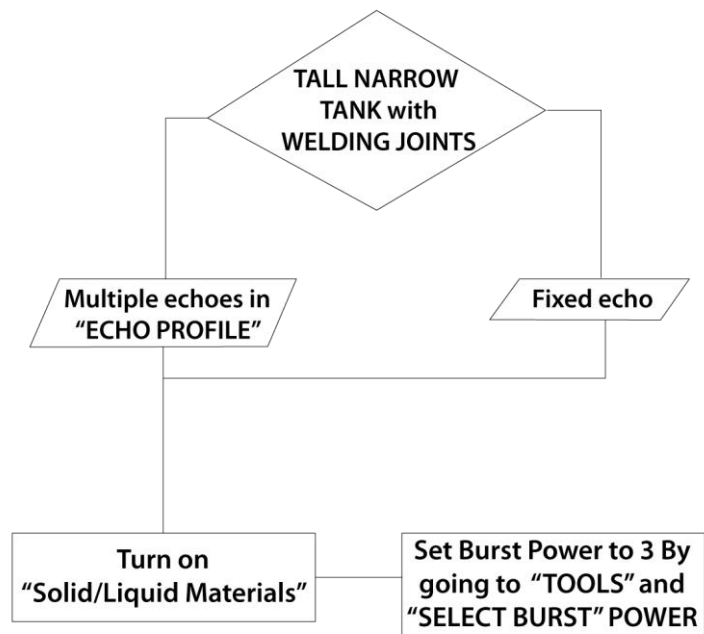 TALL NARROW
TANK with
WELDING JOINTS
Multiple echoes in
“ECHO PROFILE”
Fixed echo
Turn on
“Solid/Liquid Materials”
Set Burst Power to 3 By
going to “TOOLS” and
“SELECT BURST” POWER